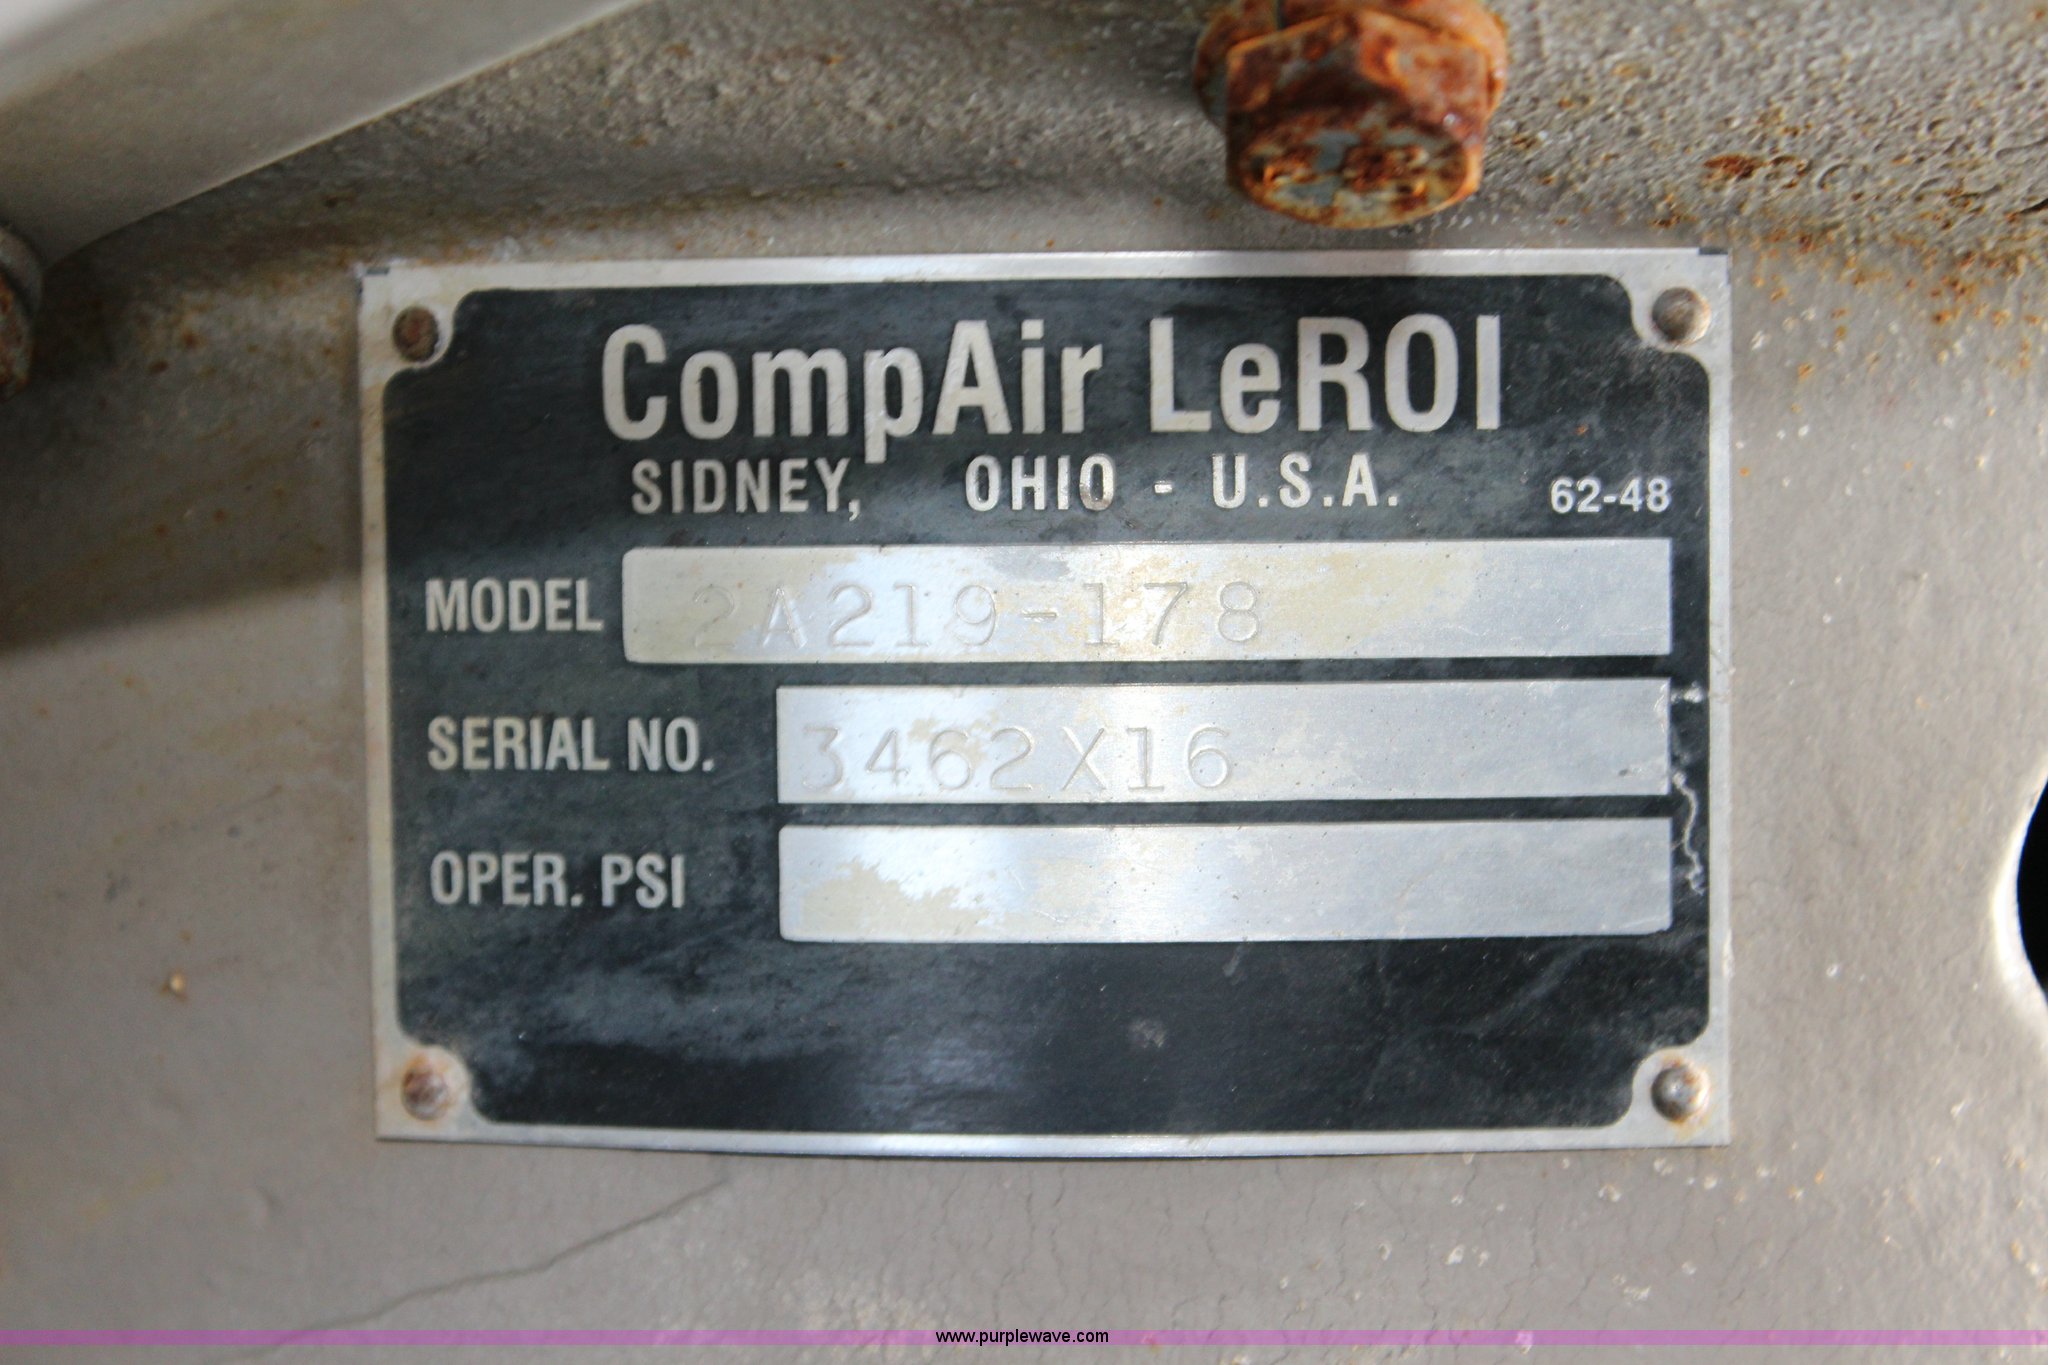 CompAir LeROI
SIDNEY, OHIO - U.S.A. 62-48
MODEL 2A219-178
SERIAL NO. 3462X16
OPER. PSI
www.purplewave.com